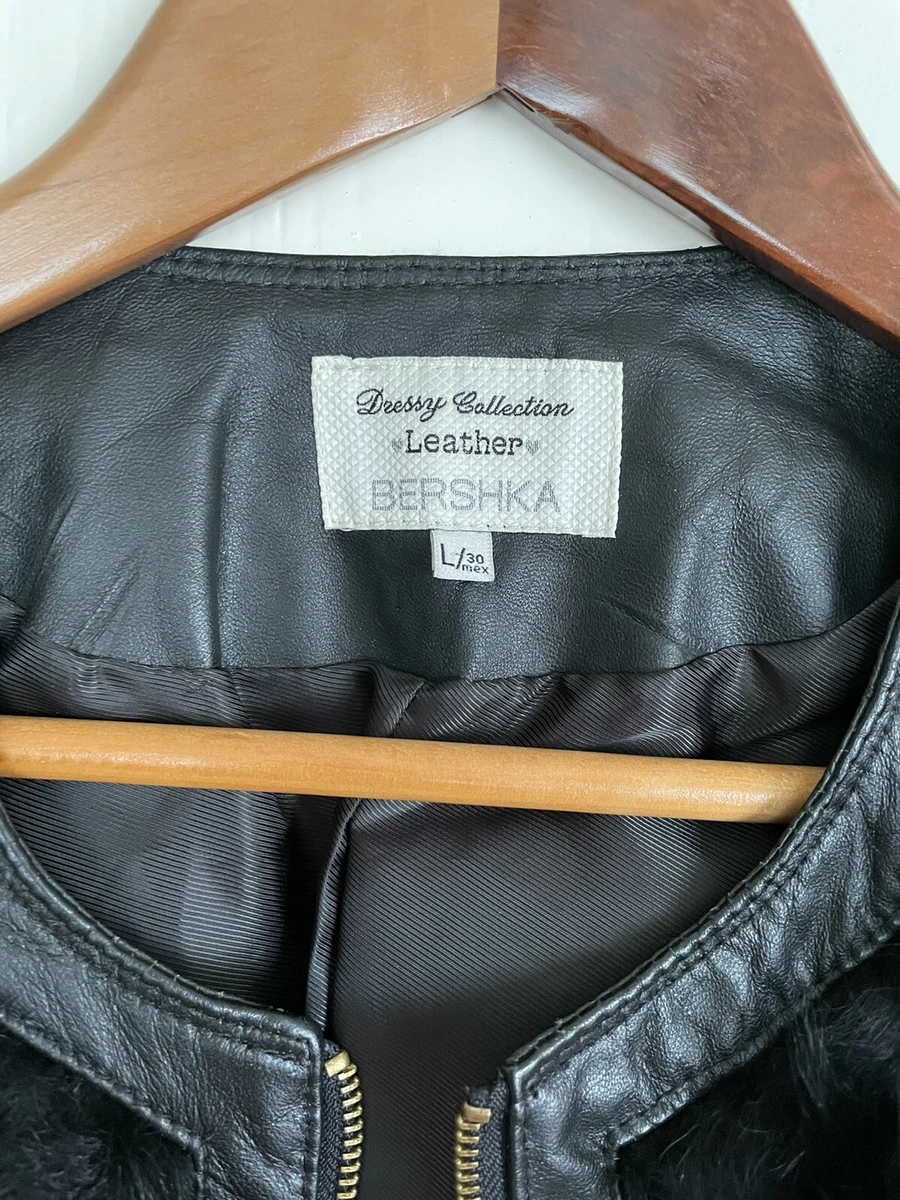 Dressy Collection
Leather
BERSHKA
L/30
mex